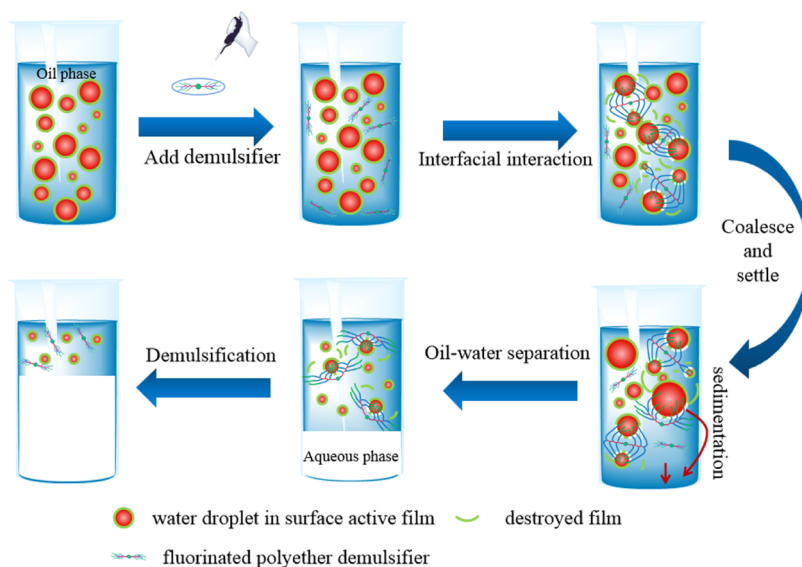 Oil phase
Add demulsifier
Interfacial interaction
Coalesce
and
settle
sedimentation
Oil-water separation
Demulsification
Aqueous phase
water droplet in surface active film
destroyed film
fluorinated polyether demulsifier